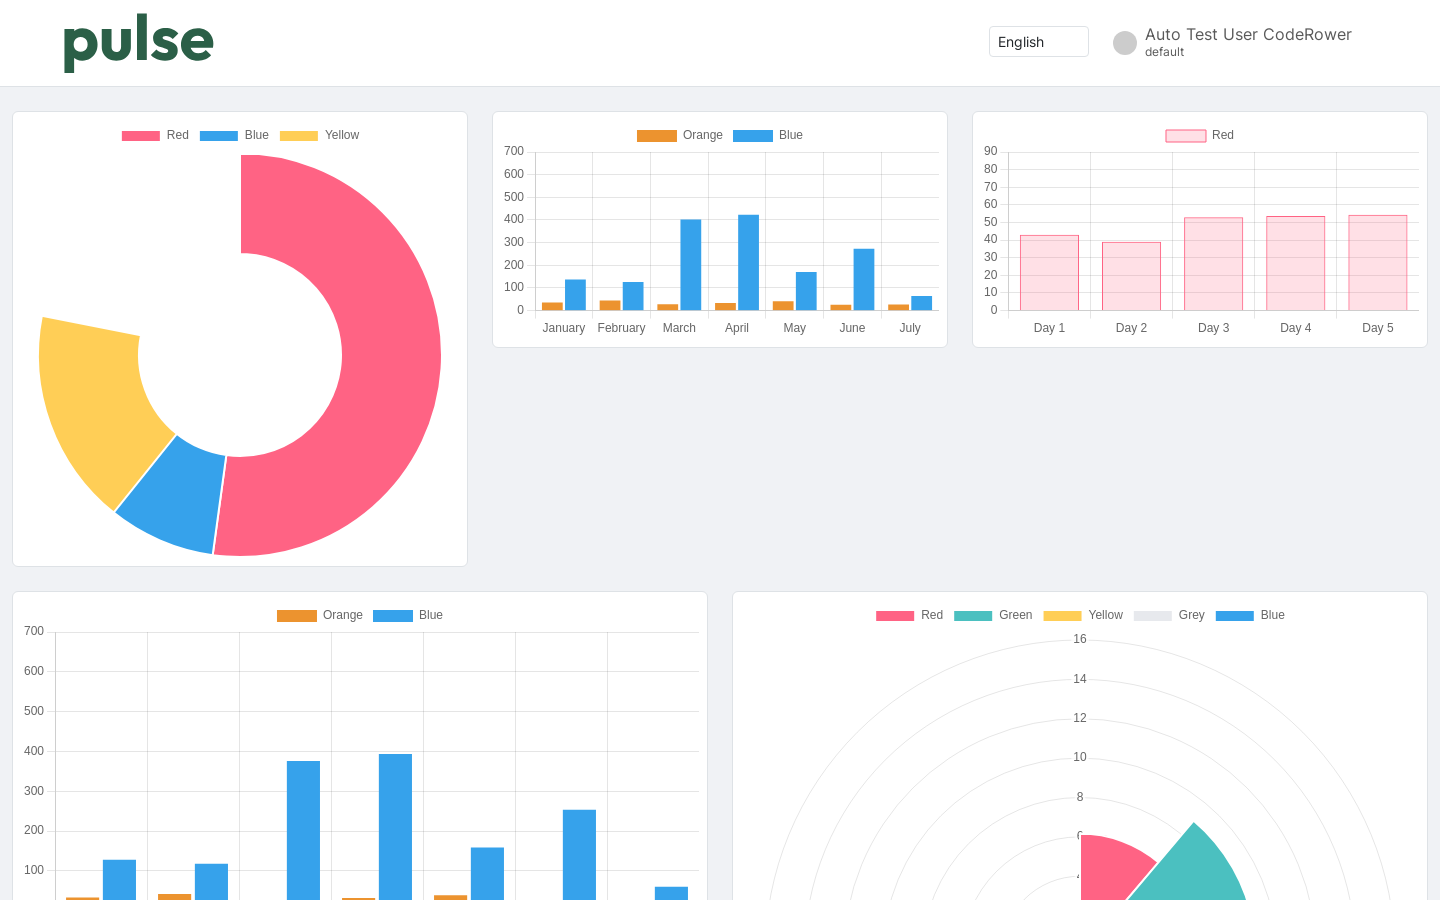 pulse
English
Auto Test User CodeRower
default
Red Blue Yellow
Orange Blue
700
600
500
400
300
200
100
0
January February March April May June July
Red
90
80
70
60
50
40
30
20
10
0
Day 1 Day 2 Day 3 Day 4 Day 5
Orange Blue
700
600
500
400
300
200
100
Red Green Yellow Grey Blue
16
14
12
10
8